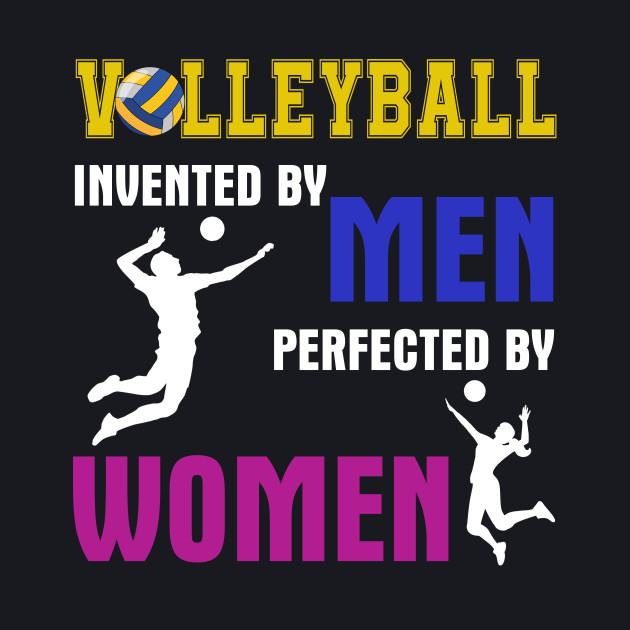 VOLLEYBALL
INVENTED BY
MEN
PERFECTED BY
WOMEN